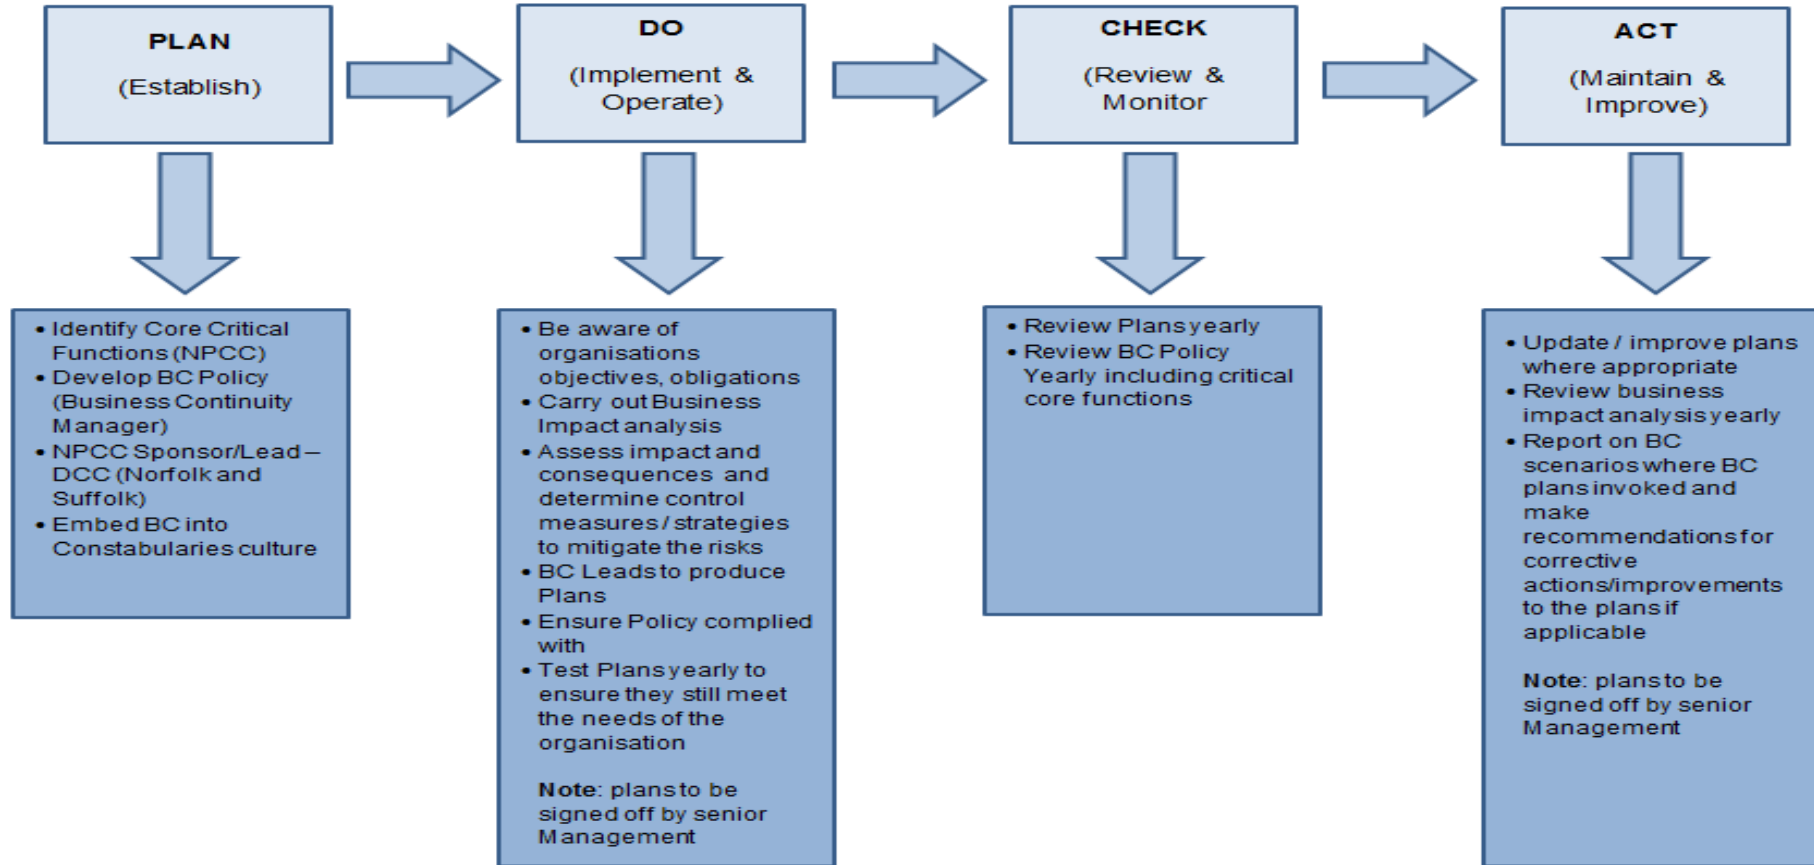 PLAN
(Establish)
DO
(Implement &
Operate)
CHECK
(Review &
Monitor
ACT
(Maintain &
Improve)
• Identify Core Critical
Functions (NPCC)
• Develop BC Policy
(Business Continuity
Manager)
• NPCC Sponsor/Lead –
DCC (Norfolk and
Suffolk)
• Embed BC into
Constabularies culture
• Be aware of
organisations
objectives, obligations
• Carry out Business
Impact analysis
• Assess impact and
consequences and
determine control
measures / strategies
to mitigate the risks
• BC Leads to produce
Plans
• Ensure Policy complied
with
• Test Plans yearly to
ensure they still meet
the needs of the
organisation
Note: plans to be
signed off by senior
Management
• Review Plans yearly
• Review BC Policy
Yearly including critical
core functions
• Update / improve plans
where appropriate
• Review business
impact analysis yearly
• Report on BC
scenarios where BC
plans invoked and
make
recommendations for
corrective
actions/improvements
to the plans if
applicable
Note: plans to be
signed off by senior
Management